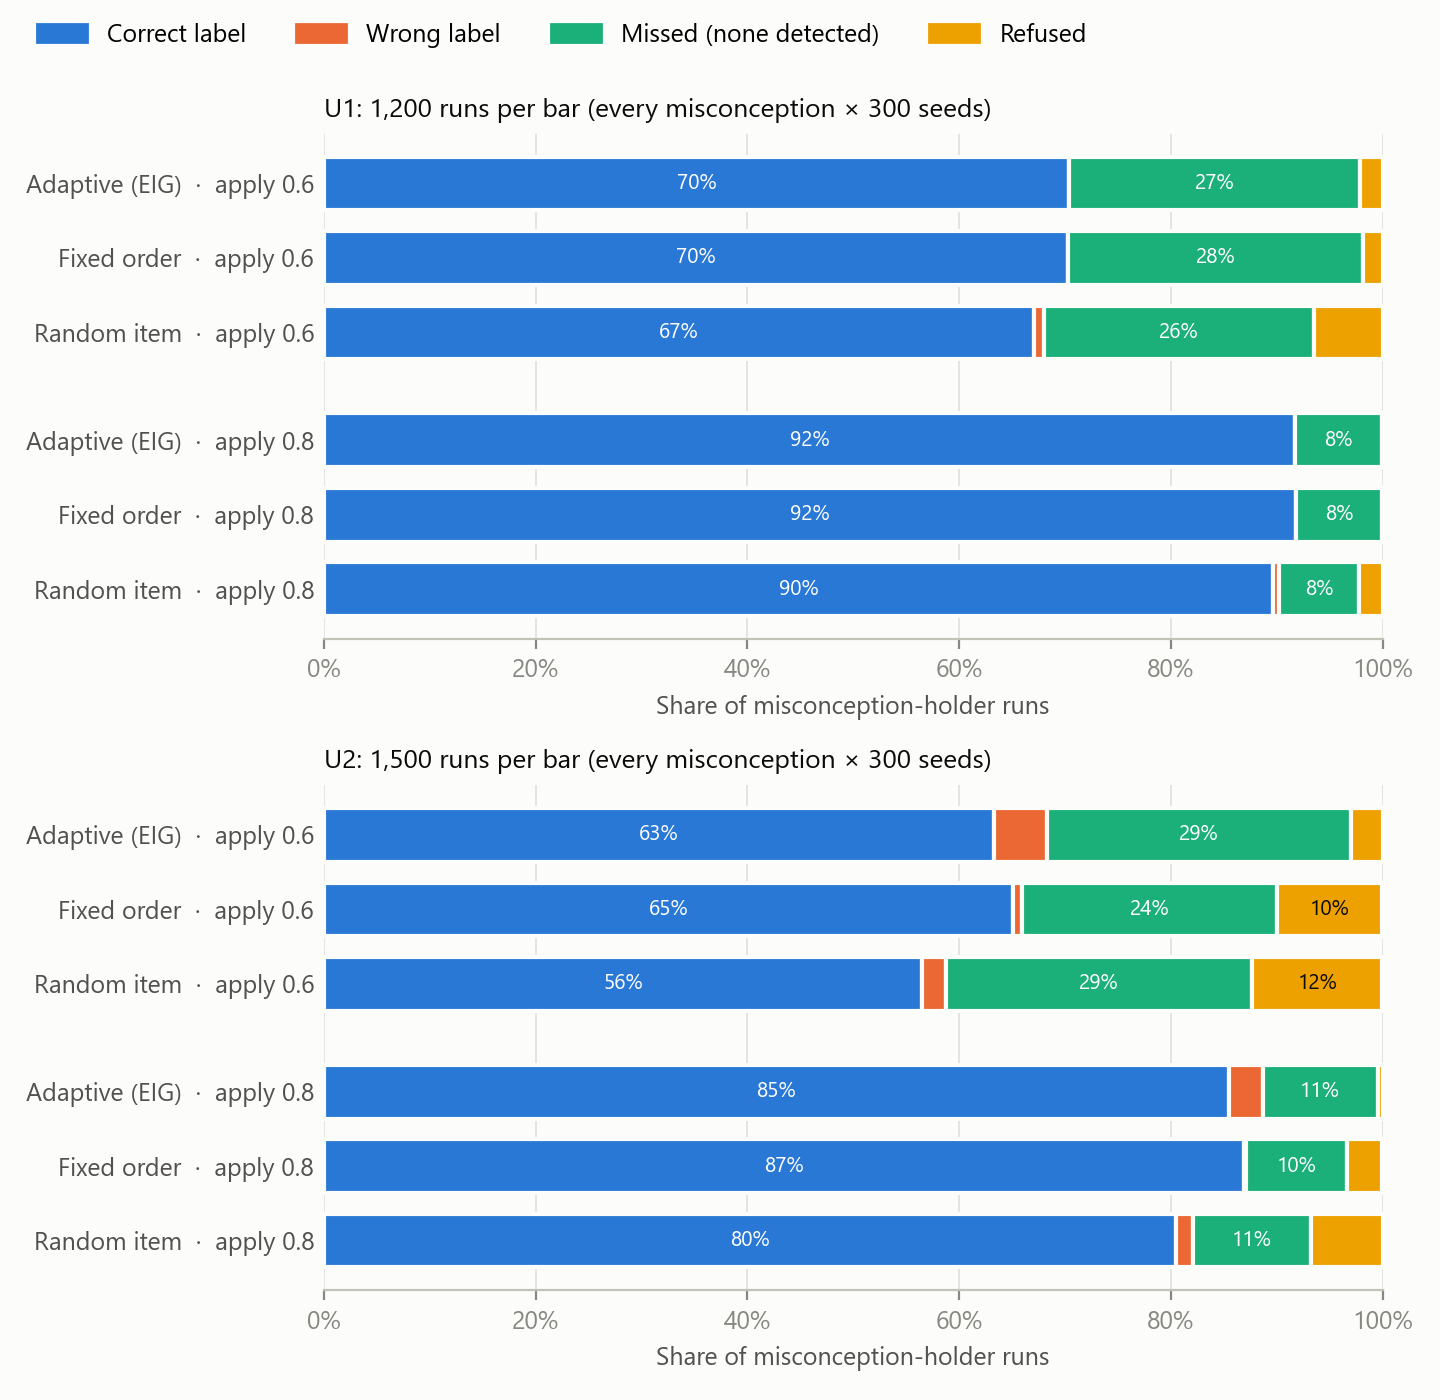 Correct label Wrong label Missed (none detected) Refused
U1: 1,200 runs per bar (every misconception × 300 seeds)
Adaptive (EIG) · apply 0.6 70% 27%
Fixed order · apply 0.6 70% 28%
Random item · apply 0.6 67% 26%
Adaptive (EIG) · apply 0.8 92% 8%
Fixed order · apply 0.8 92% 8%
Random item · apply 0.8 90% 8%
0% 20% 40% 60% 80% 100%
Share of misconception-holder runs
U2: 1,500 runs per bar (every misconception × 300 seeds)
Adaptive (EIG) · apply 0.6 63% 29%
Fixed order · apply 0.6 65% 24% 10%
Random item · apply 0.6 56% 29% 12%
Adaptive (EIG) · apply 0.8 85% 11%
Fixed order · apply 0.8 87% 10%
Random item · apply 0.8 80% 11%
0% 20% 40% 60% 80% 100%
Share of misconception-holder runs